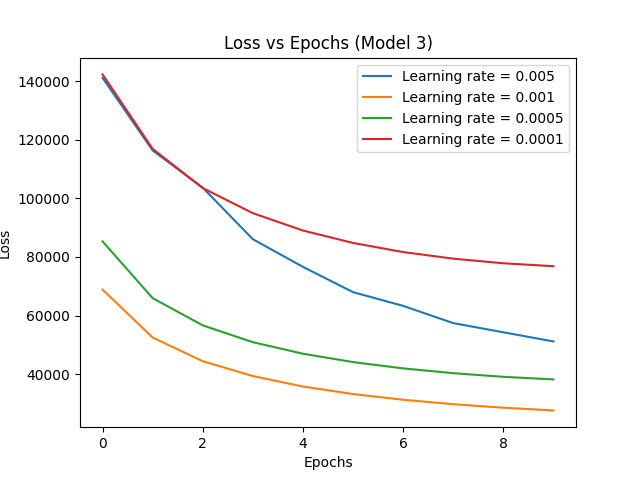 Loss vs Epochs (Model 3)
Learning rate = 0.005
Learning rate = 0.001
Learning rate = 0.0005
Learning rate = 0.0001
140000
120000
100000
80000
60000
40000
Loss
0 2 4 6 8
Epochs